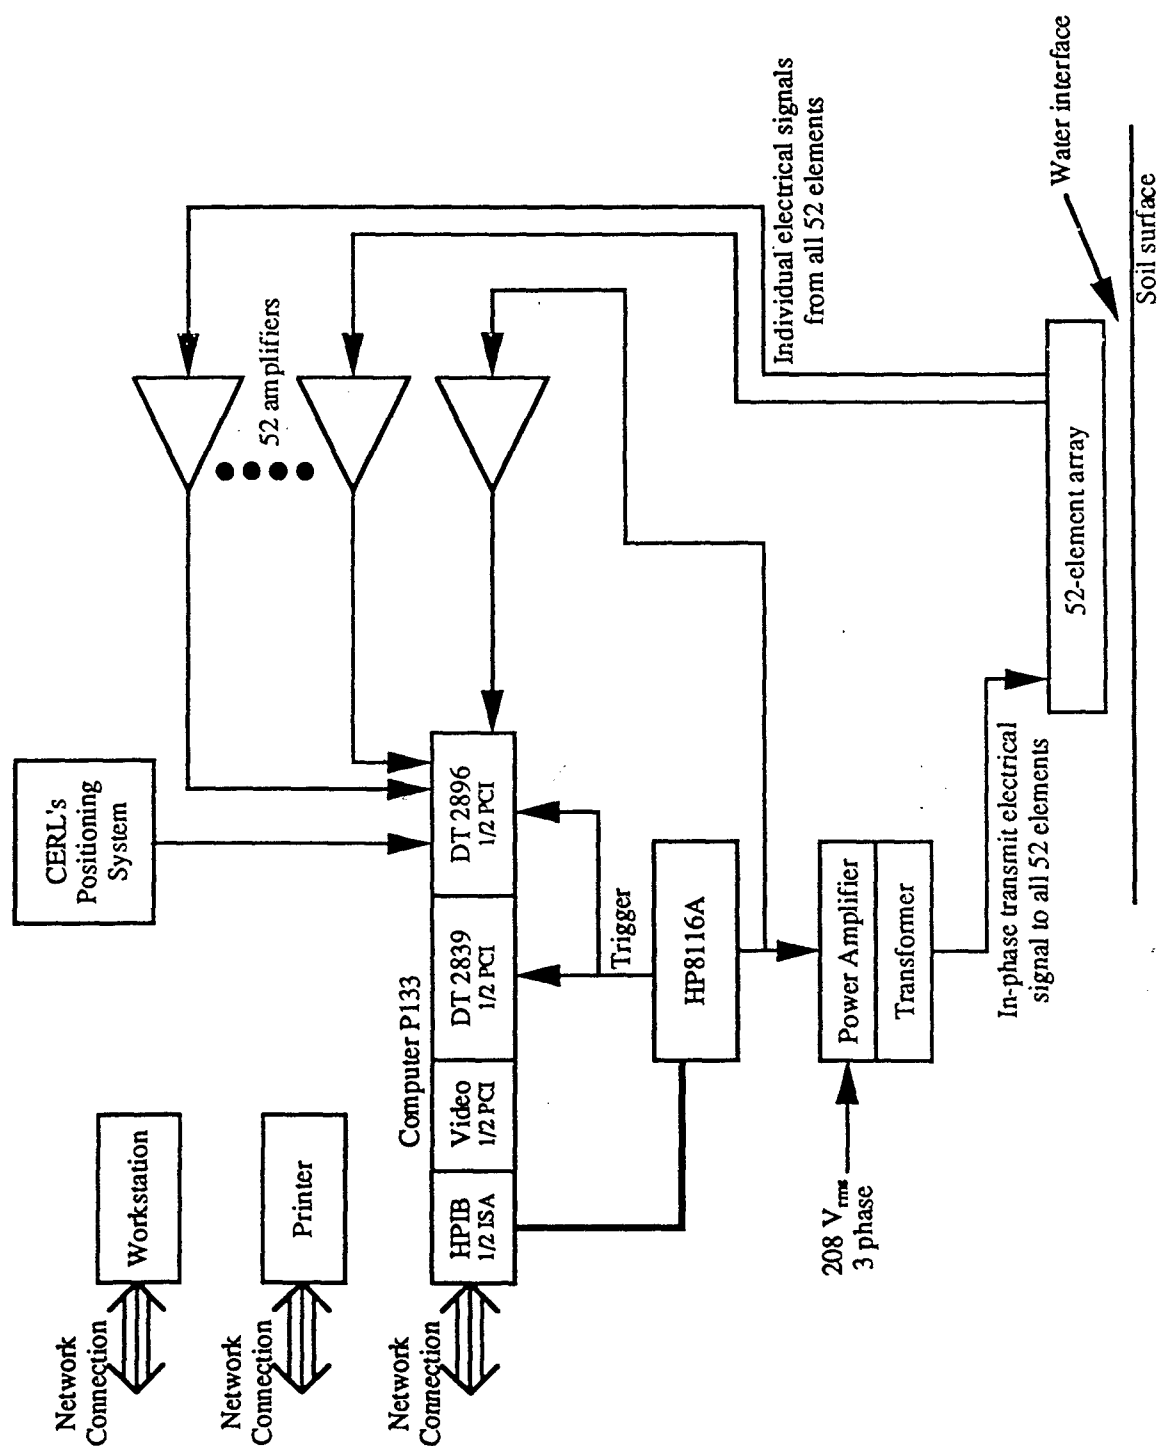 Network
Connection
Workstation
CERL's
Positioning
System
Network
Connection
Printer
52 amplifiers
Network
Connection
Computer P133
HPIB
1/2 ISA
Video
1/2 PCI
DT 2839
1/2 PCI
DT 2896
1/2 PCI
Trigger
HP8116A
Individual electrical signals
from all 52 elements
208 Vrms
3 phase
Power Amplifier
Transformer
In-phase transmit electrical
signal to all 52 elements
52-element array
Water interface
Soil surface